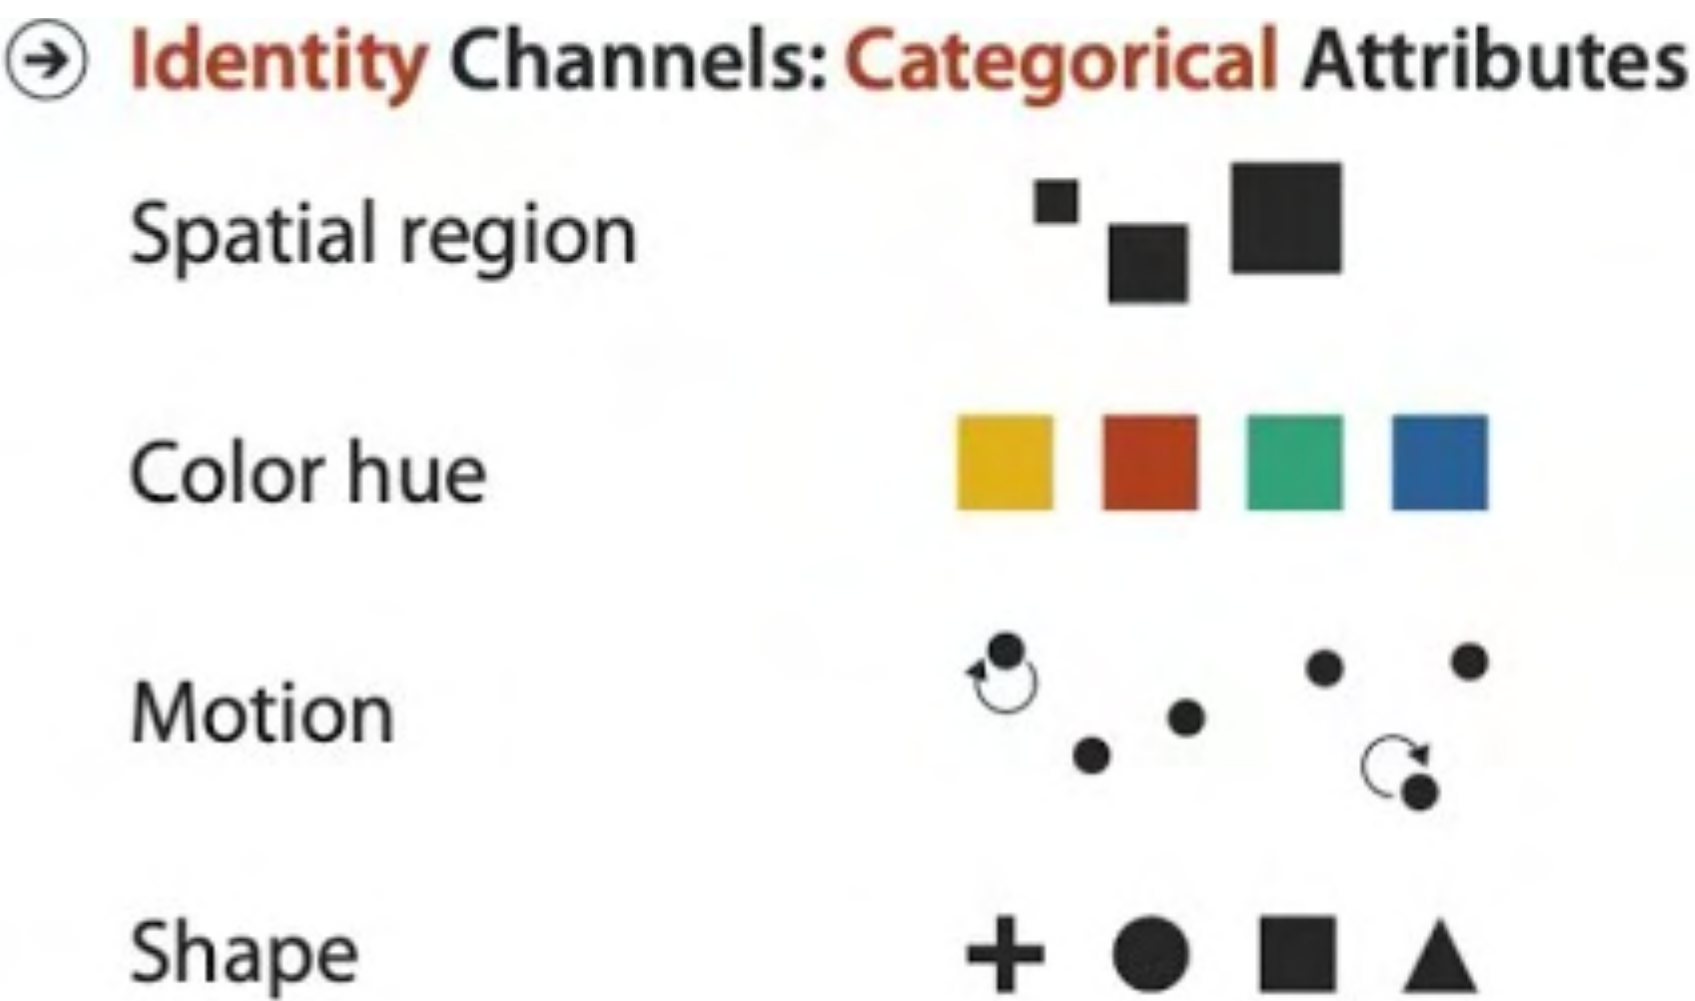 Identity Channels: Categorical Attributes
Spatial region
Color hue
Motion
Shape